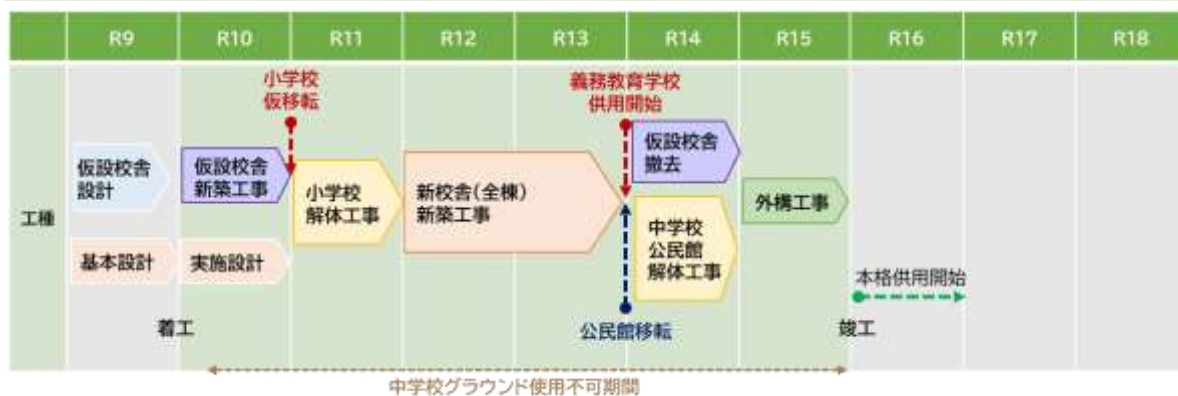 R9 R10 R11 R12 R13 R14 R15 R16 R17 R18
工種
小学校
仮移転
義務教育学校
供用開始
仮設校舎
設計
仮設校舎
新築工事
小学校
解体工事
新校舎(全棟)
新築工事
仮設校舎
撤去
中学校
公民館
解体工事
外構工事
基本設計
実施設計
本格供用開始
着工
公民館移転
竣工
中学校グラウンド使用不可期間